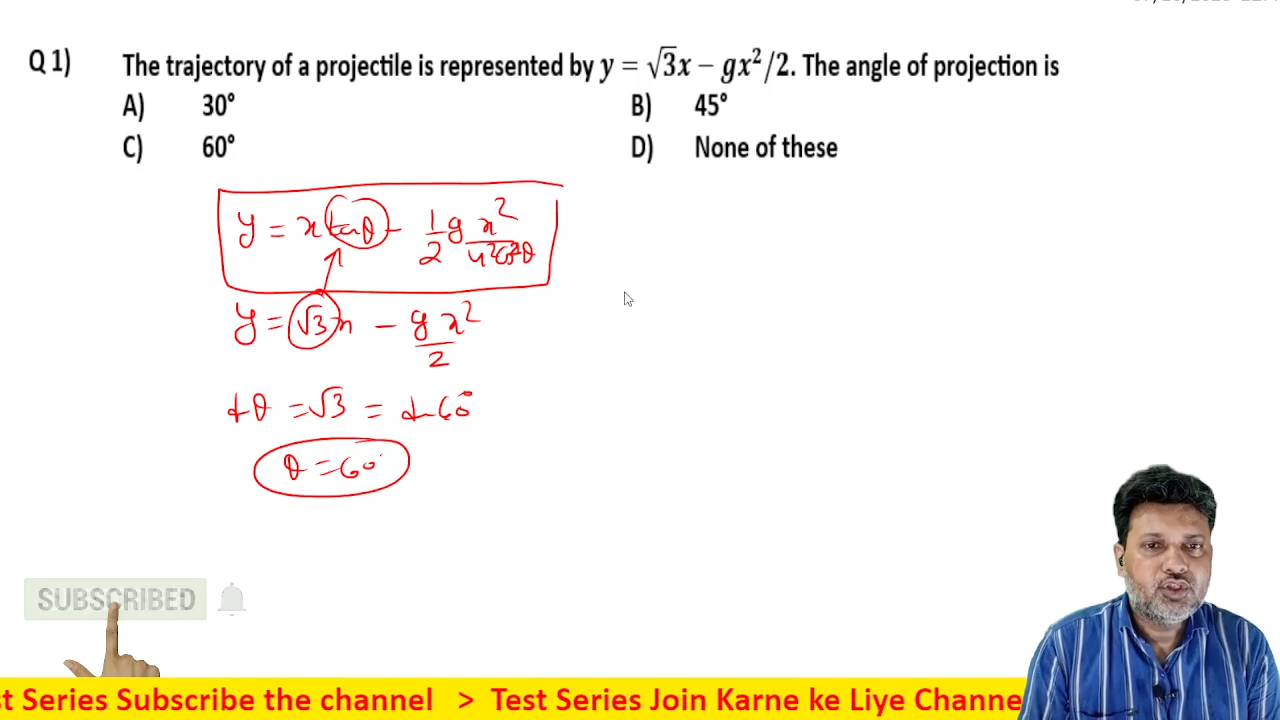 Q 1) The trajectory of a projectile is represented by y = √3x − gx²/2. The angle of projection is
A) 30° B) 45°
C) 60° D) None of these
y = x tanθ − 1/2 g x²/u²cos²θ
y = √3x − gx²/2
tθ = √3 = t 60°
θ = 60°
SUBSCRIBED
st Series Subscribe the channel > Test Series Join Karne ke Liye Channe